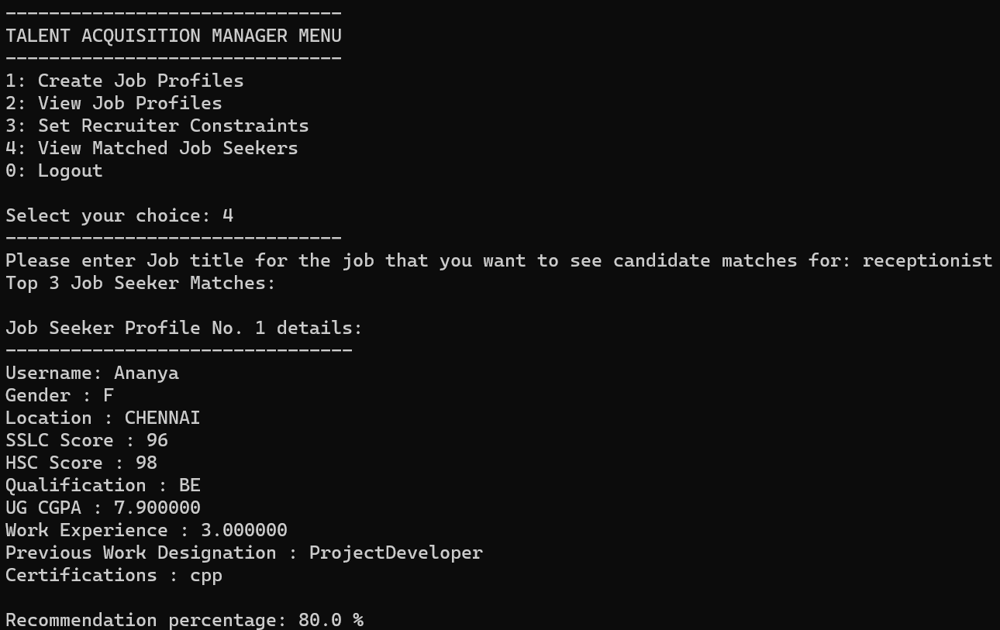 -------------------------------
TALENT ACQUISITION MANAGER MENU
-------------------------------
1: Create Job Profiles
2: View Job Profiles
3: Set Recruiter Constraints
4: View Matched Job Seekers
0: Logout
Select your choice: 4
-------------------------------
Please enter Job title for the job that you want to see candidate matches for: receptionist
Top 3 Job Seeker Matches:
Job Seeker Profile No. 1 details:
--------------------------------
Username: Ananya
Gender : F
Location : CHENNAI
SSLC Score : 96
HSC Score : 98
Qualification : BE
UG CGPA : 7.900000
Work Experience : 3.000000
Previous Work Designation : ProjectDeveloper
Certifications : cpp
Recommendation percentage: 80.0 %